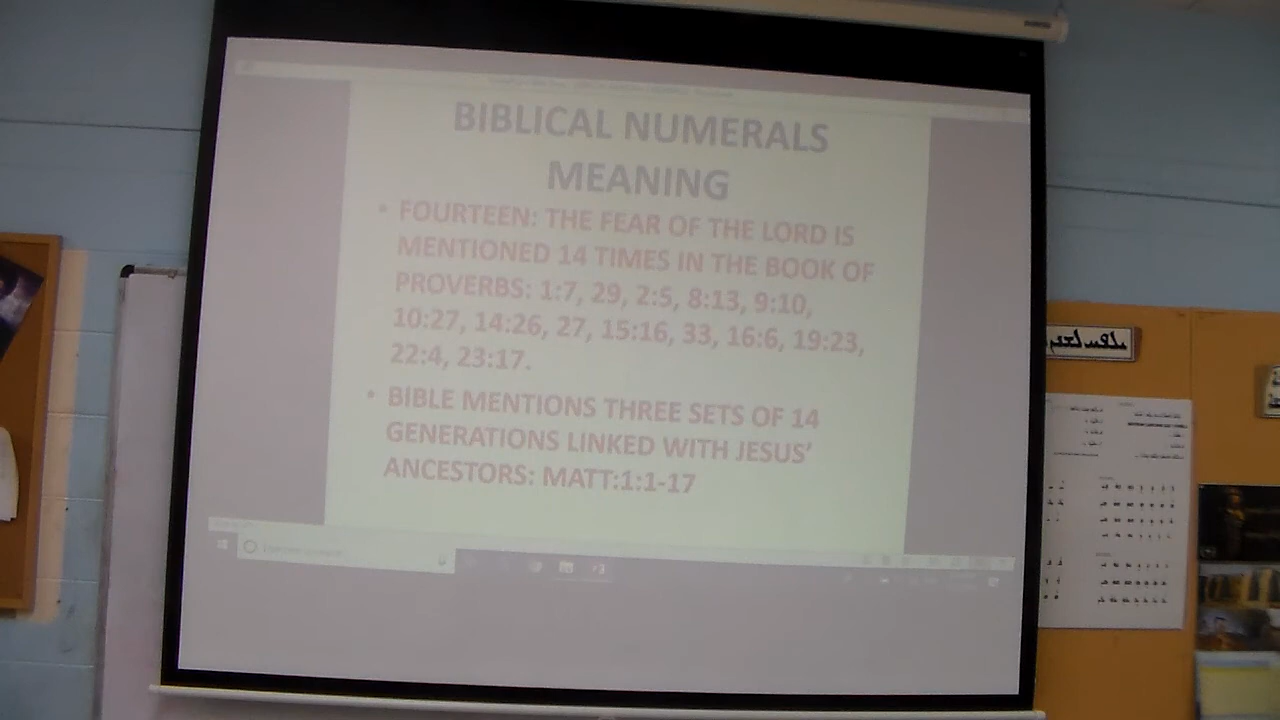 BIBLICAL NUMERALS
MEANING
• FOURTEEN: THE FEAR OF THE LORD IS
MENTIONED 14 TIMES IN THE BOOK OF
PROVERBS: 1:7, 29, 2:5, 8:13, 9:10,
10:27, 14:26, 27, 15:16, 33, 16:6, 19:23,
22:4, 23:17.
• BIBLE MENTIONS THREE SETS OF 14
GENERATIONS LINKED WITH JESUS'
ANCESTORS: MATT:1:1-17